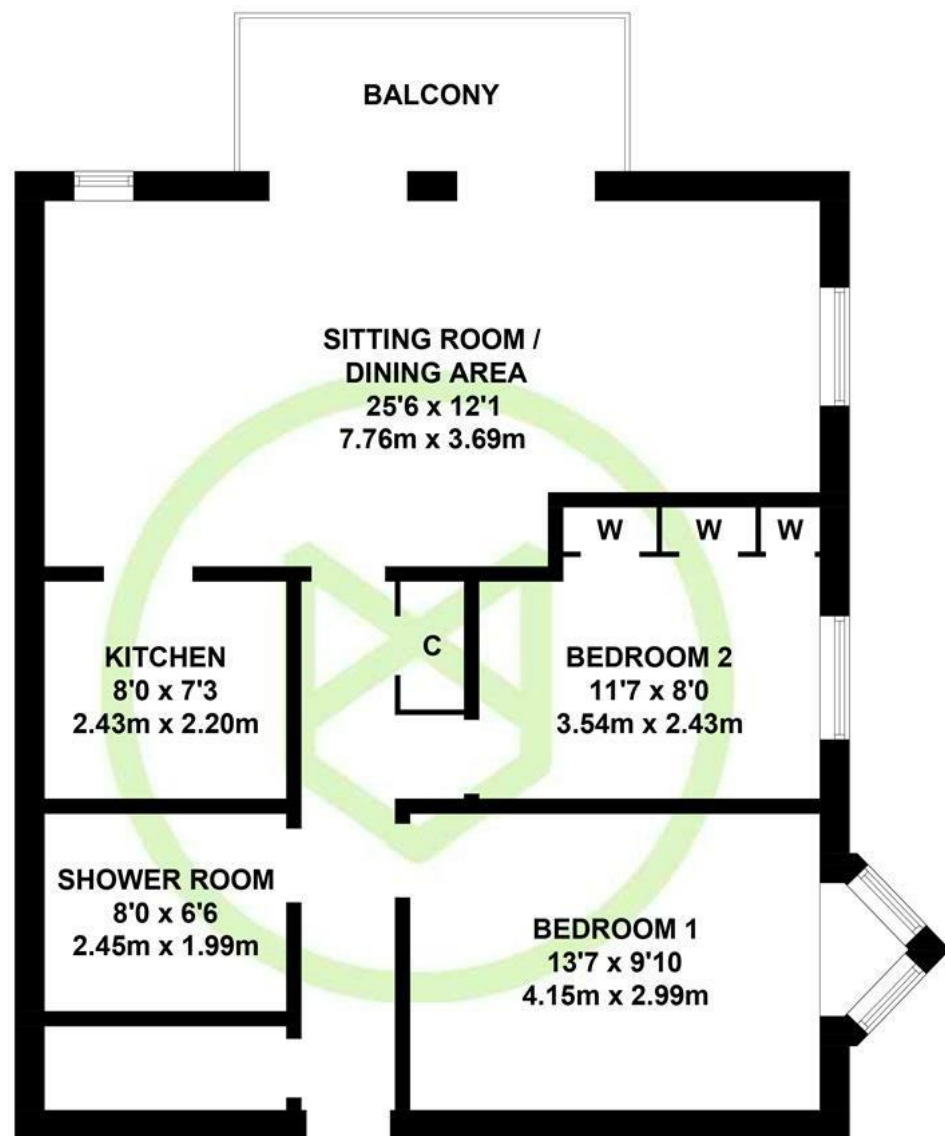 BALCONY
SITTING ROOM /
DINING AREA
25'6 x 12'1
7.76m x 3.69m
W W W
C
KITCHEN
8'0 x 7'3
2.43m x 2.20m
BEDROOM 2
11'7 x 8'0
3.54m x 2.43m
SHOWER ROOM
8'0 x 6'6
2.45m x 1.99m
BEDROOM 1
13'7 x 9'10
4.15m x 2.99m